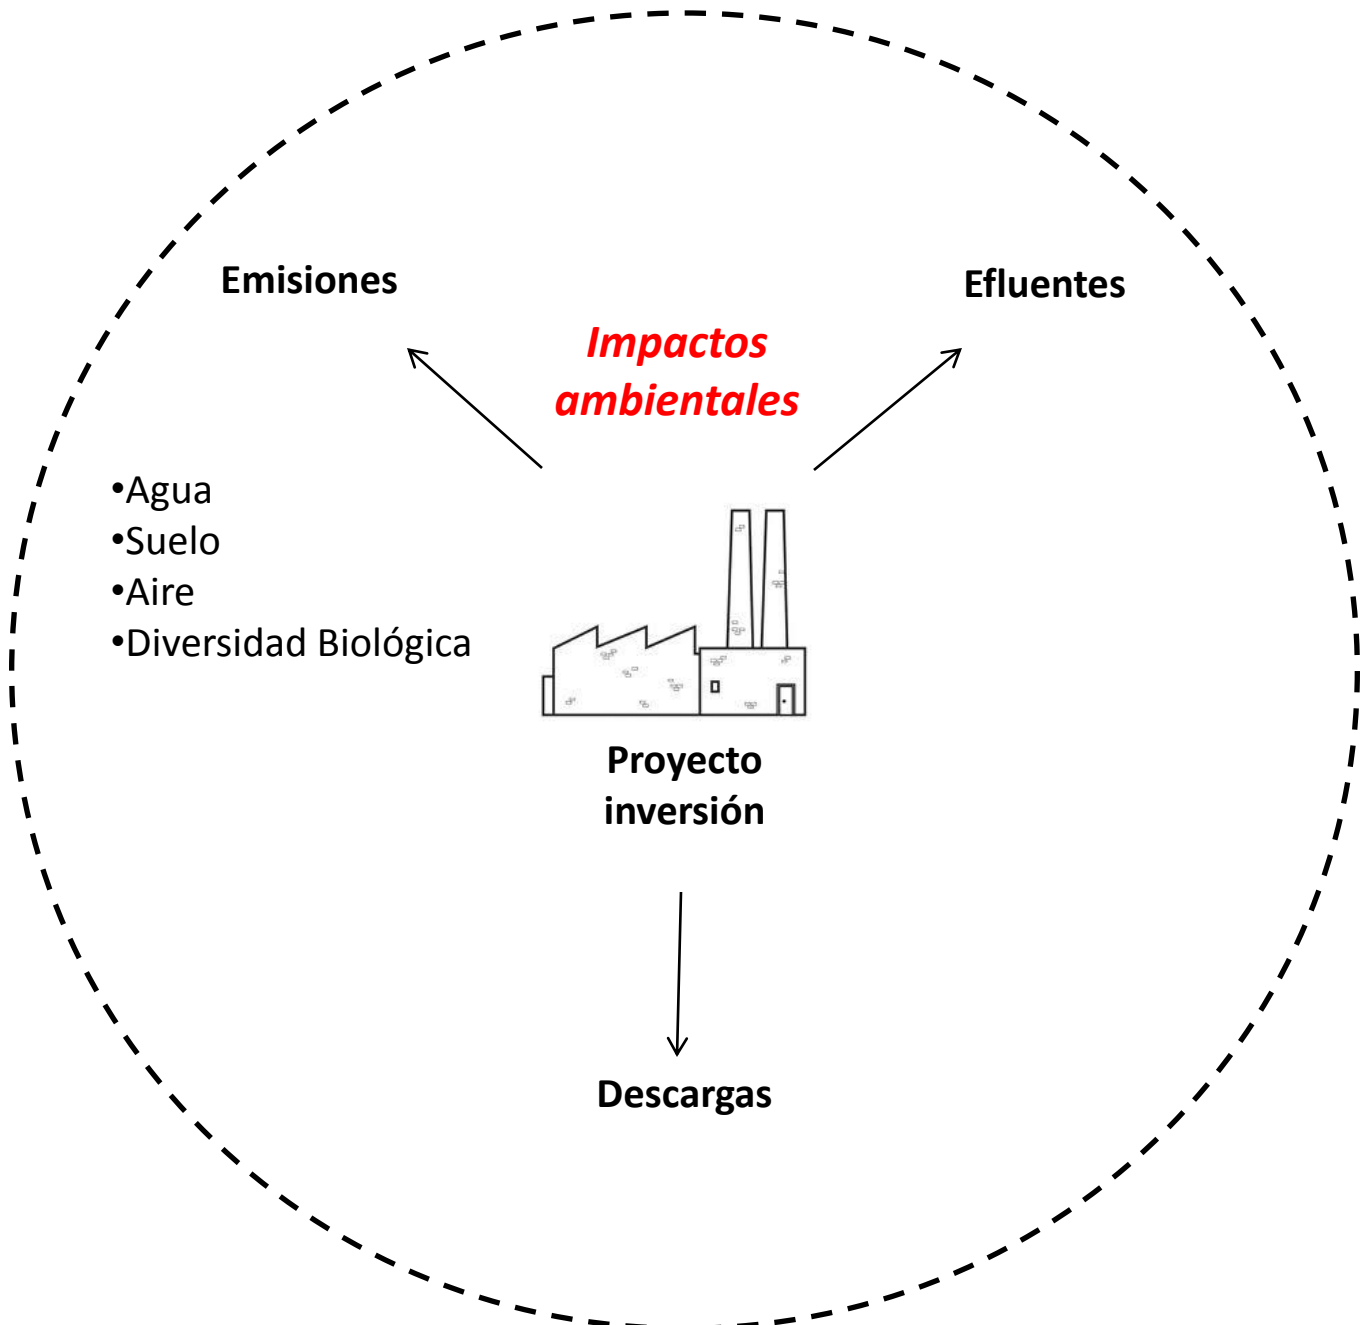 Emisiones
Efluentes
Impactos
ambientales
•Agua
•Suelo
•Aire
•Diversidad Biológica
Proyecto
inversión
Descargas